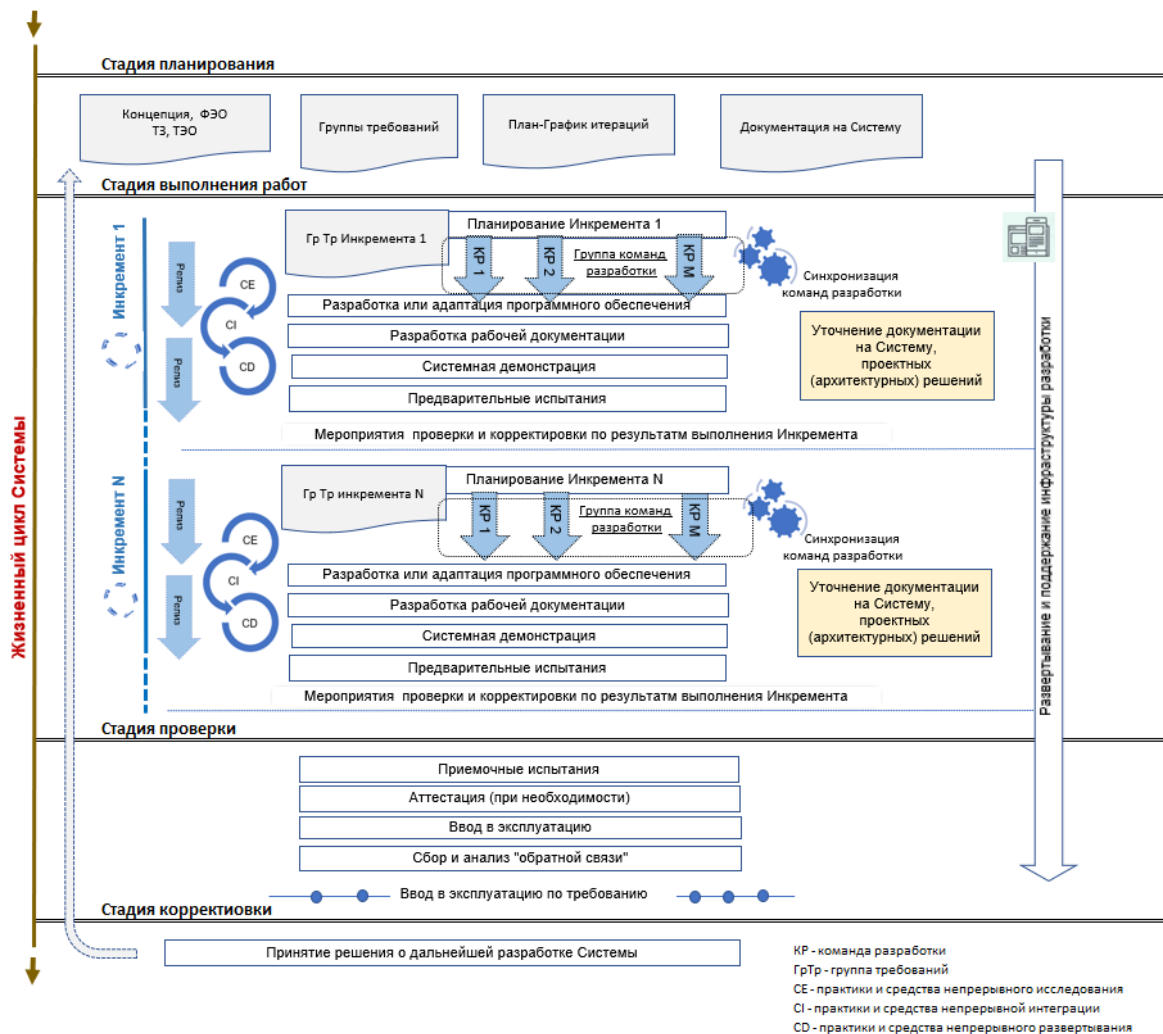 Стадия планирования
Концепция, ФЭО
ТЗ, ТЭО
Группы требований
План-График итераций
Документация на Систему
Стадия выполнения работ
Инкремент 1
Релиз
Релиз
CE
CI
CD
Гр Тр Инкремента 1
Планирование Инкремента 1
КР 1
КР 2
Группа команд
разработки
КР М
Синхронизация
команд разработки
Разработка или адаптация программного обеспечения
Разработка рабочей документации
Системная демонстрация
Предварительные испытания
Уточнение документации
на Систему,
проектных
(архитектурных) решений
Мероприятия проверки и корректировки по результатм выполнения Инкремента
Инкремент N
Релиз
Релиз
CE
CI
CD
Гр Тр инкремента N
Планирование Инкремента N
КР 1
КР 2
Группа команд
разработки
КР М
Синхронизация
команд разработки
Разработка или адаптация программного обеспечения
Разработка рабочей документации
Системная демонстрация
Предварительные испытания
Уточнение документации
на Систему,
проектных
(архитектурных) решений
Мероприятия проверки и корректировки по результатм выполнения Инкремента
Жизненный цикл Системы
Развертывание и поддержание инфраструктуры разработки
Стадия проверки
Приемочные испытания
Аттестация (при необходимости)
Ввод в эксплуатацию
Сбор и анализ "обратной связи"
Ввод в эксплуатацию по требованию
Стадия корректиовки
Принятие решения о дальнейшей разработке Системы
КР - команда разработки
ГрТр - группа требований
CE - практики и средства непрерывного исследования
CI - практики и средства непрерывной интеграции
CD - практики и средства непрерывного развертывания